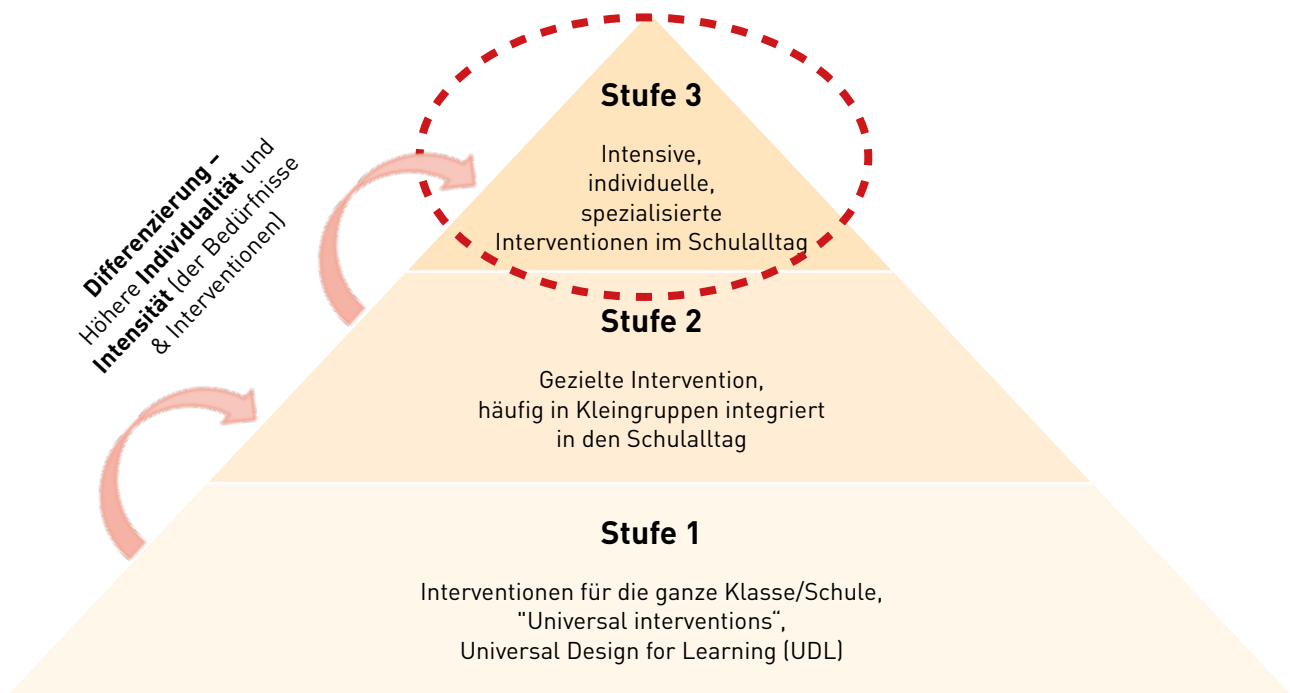 Stufe 3
Intensive,
individuelle,
spezialisierte
Interventionen im Schulalltag
Differenzierung –
Höhere Individualität und
Intensität (der Bedürfnisse
& Interventionen)
Stufe 2
Gezielte Intervention,
häufig in Kleingruppen integriert
in den Schulalltag
Stufe 1
Interventionen für die ganze Klasse/Schule,
"Universal interventions“,
Universal Design for Learning (UDL)